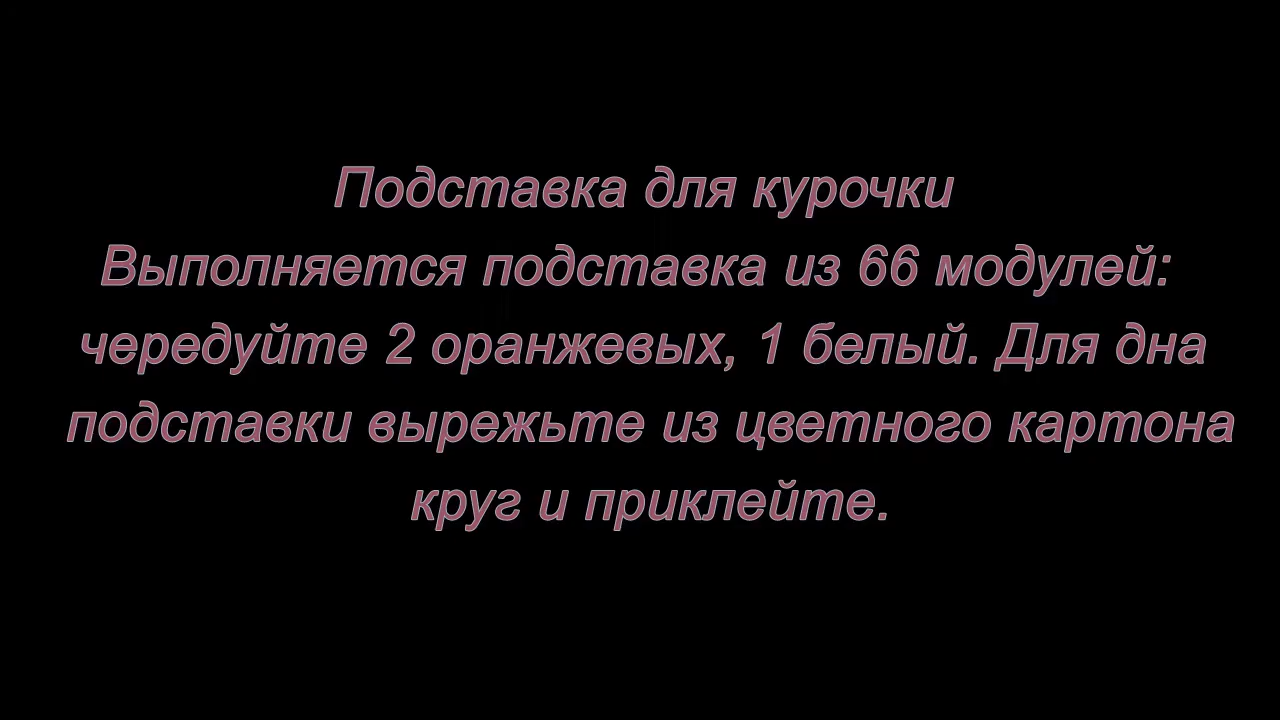 Подставка для курочки
Выполняется подставка из 66 модулей:
чередуйте 2 оранжевых, 1 белый. Для дна
подставки вырежьте из цветного картона
круг и приклейте.